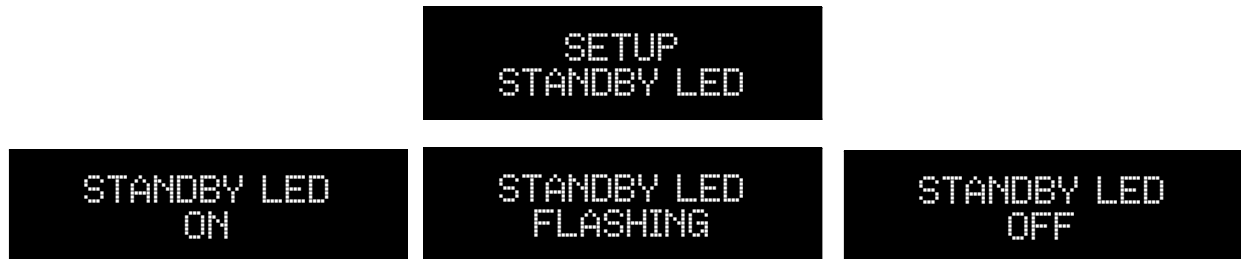 SETUP
STANDBY LED
STANDBY LED
ON
STANDBY LED
FLASHING
STANDBY LED
OFF